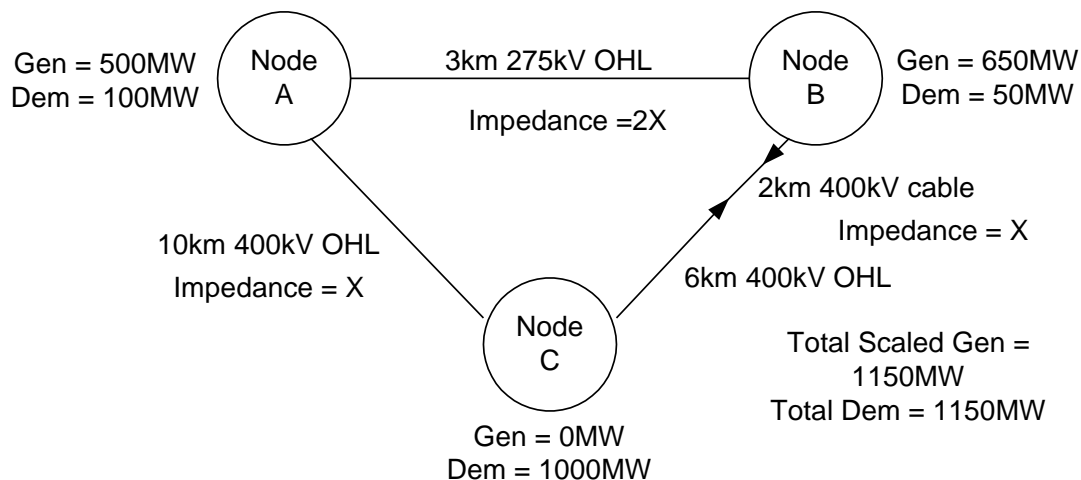 Gen = 500MW
Dem = 100MW
Node
A
3km 275kV OHL
Impedance =2X
Node
B
Gen = 650MW
Dem = 50MW
2km 400kV cable
Impedance = X
10km 400kV OHL
Impedance = X
6km 400kV OHL
Node
C
Total Scaled Gen =
1150MW
Total Dem = 1150MW
Gen = 0MW
Dem = 1000MW